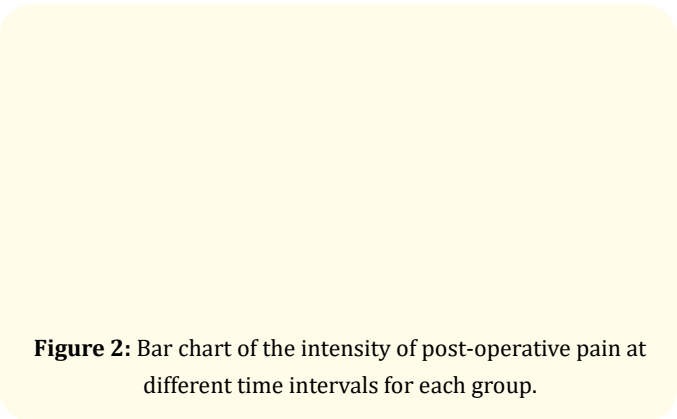 Figure 2: Bar chart of the intensity of post-operative pain at
different time intervals for each group.